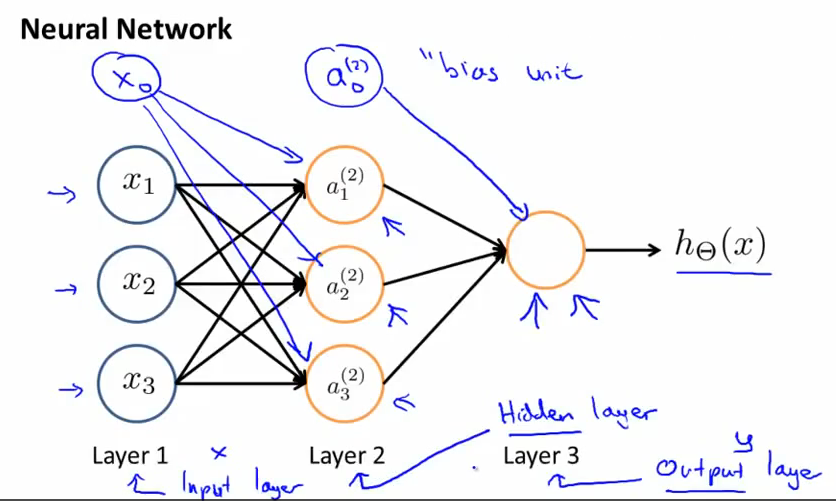 Neural Network
x₀ a₀⁽²⁾ "bias unit
x₁ a₁⁽²⁾
x₂ a₂⁽²⁾ h_Θ(x)
x₃ a₃⁽²⁾
Hidden layer
Layer 1 x Layer 2 Layer 3 y
Input layer Output layer